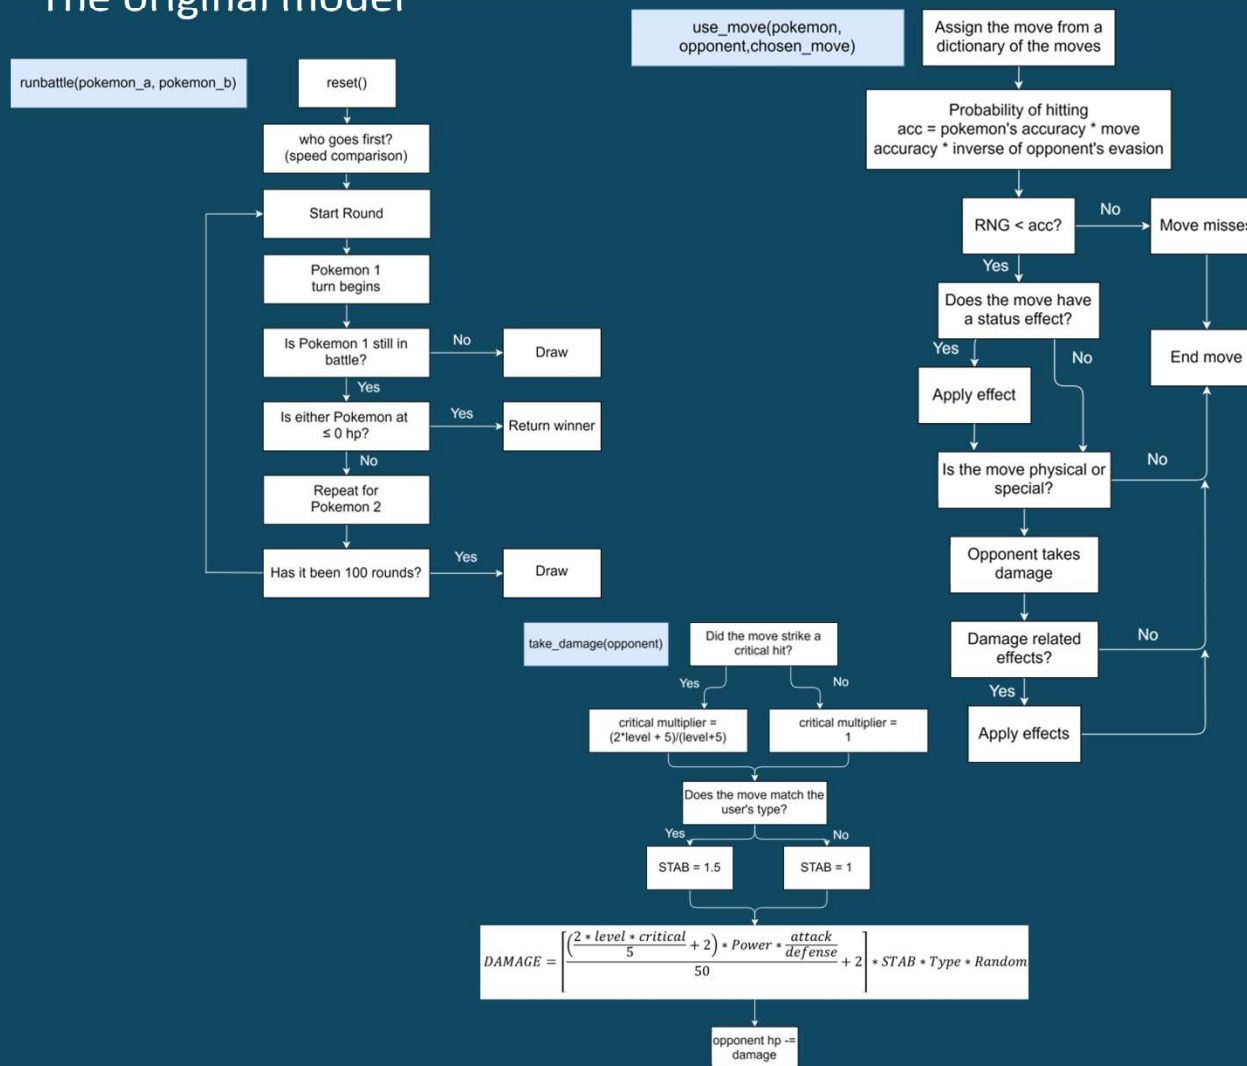 The original model
runbattle(pokemon_a, pokemon_b)
reset()
who goes first?
(speed comparison)
Start Round
Pokemon 1
turn begins
Is Pokemon 1 still in
battle?
No
Draw
Yes
Is either Pokemon at
≤ 0 hp?
Yes
Return winner
No
Repeat for
Pokemon 2
Has it been 100 rounds?
Yes
Draw
use_move(pokemon,
opponent,chosen_move)
Assign the move from a
dictionary of the moves
Probability of hitting
acc = pokemon's accuracy * move
accuracy * inverse of opponent's evasion
RNG < acc?
No
Move misses
Yes
Does the move have
a status effect?
Yes
No
End move
Apply effect
Is the move physical or
special?
No
Opponent takes
damage
Damage related
effects?
No
Yes
Apply effects
take_damage(opponent)
Did the move strike a
critical hit?
Yes
No
critical multiplier =
(2*level + 5)/(level+5)
critical multiplier =
1
Does the move match the
user's type?
Yes
No
STAB = 1.5
STAB = 1
DAMAGE = [((2 * level * critical / 5 + 2) * Power * attack / defense) / 50 + 2] * STAB * Type * Random
opponent hp -=
damage